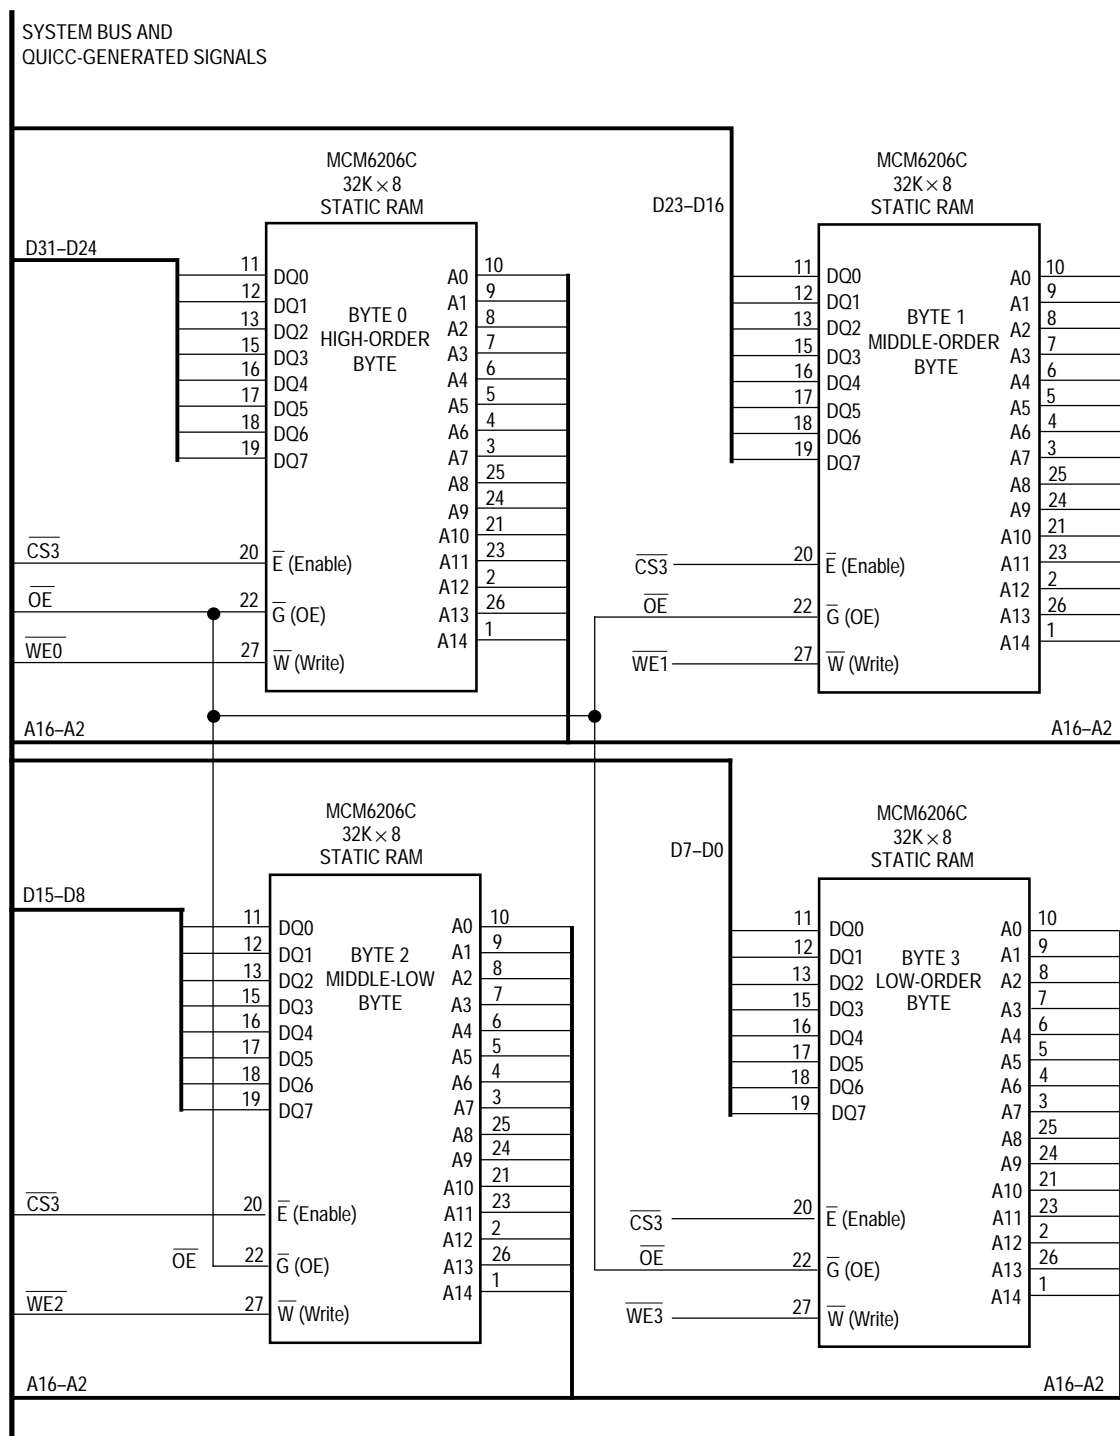 SYSTEM BUS AND
QUICC-GENERATED SIGNALS
MCM6206C
32K × 8
STATIC RAM
D31–D24
11 DQ0
12 DQ1
13 DQ2
15 DQ3
16 DQ4
17 DQ5
18 DQ6
19 DQ7
BYTE 0
HIGH-ORDER
BYTE
A0 10
A1 9
A2 8
A3 7
A4 6
A5 5
A6 4
A7 3
A8 25
A9 24
A10 21
A11 23
A12 2
A13 26
A14 1
C̅S̅3̅ 20 E̅ (Enable)
O̅E̅ 22 G̅ (OE)
W̅E̅0̅ 27 W̅ (Write)
A16–A2
MCM6206C
32K × 8
STATIC RAM
D23–D16
11 DQ0
12 DQ1
13 DQ2
15 DQ3
16 DQ4
17 DQ5
18 DQ6
19 DQ7
BYTE 1
MIDDLE-ORDER
BYTE
A0 10
A1 9
A2 8
A3 7
A4 6
A5 5
A6 4
A7 3
A8 25
A9 24
A10 21
A11 23
A12 2
A13 26
A14 1
C̅S̅3̅ 20 E̅ (Enable)
O̅E̅ 22 G̅ (OE)
W̅E̅1̅ 27 W̅ (Write)
A16–A2
MCM6206C
32K × 8
STATIC RAM
D15–D8
11 DQ0
12 DQ1
13 DQ2
15 DQ3
16 DQ4
17 DQ5
18 DQ6
19 DQ7
BYTE 2
MIDDLE-LOW
BYTE
A0 10
A1 9
A2 8
A3 7
A4 6
A5 5
A6 4
A7 3
A8 25
A9 24
A10 21
A11 23
A12 2
A13 26
A14 1
C̅S̅3̅ 20 E̅ (Enable)
O̅E̅ 22 G̅ (OE)
W̅E̅2̅ 27 W̅ (Write)
A16–A2
MCM6206C
32K × 8
STATIC RAM
D7–D0
11 DQ0
12 DQ1
13 DQ2
15 DQ3
16 DQ4
17 DQ5
18 DQ6
19 DQ7
BYTE 3
LOW-ORDER
BYTE
A0 10
A1 9
A2 8
A3 7
A4 6
A5 5
A6 4
A7 3
A8 25
A9 24
A10 21
A11 23
A12 2
A13 26
A14 1
C̅S̅3̅ 20 E̅ (Enable)
O̅E̅ 22 G̅ (OE)
W̅E̅3̅ 27 W̅ (Write)
A16–A2